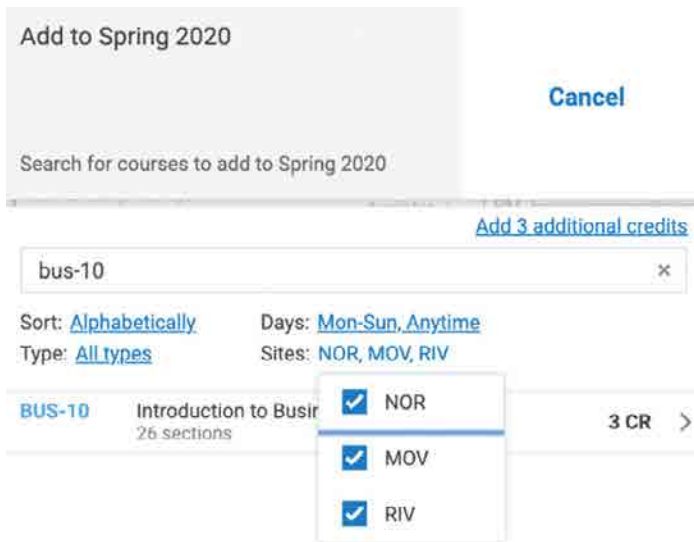 Add to Spring 2020
Cancel
Search for courses to add to Spring 2020
Add 3 additional credits
bus-10 ×
Sort: Alphabetically Days: Mon-Sun, Anytime
Type: All types Sites: NOR, MOV, RIV
BUS-10 Introduction to Busi
3 CR
26 sections
NOR
MOV
RIV